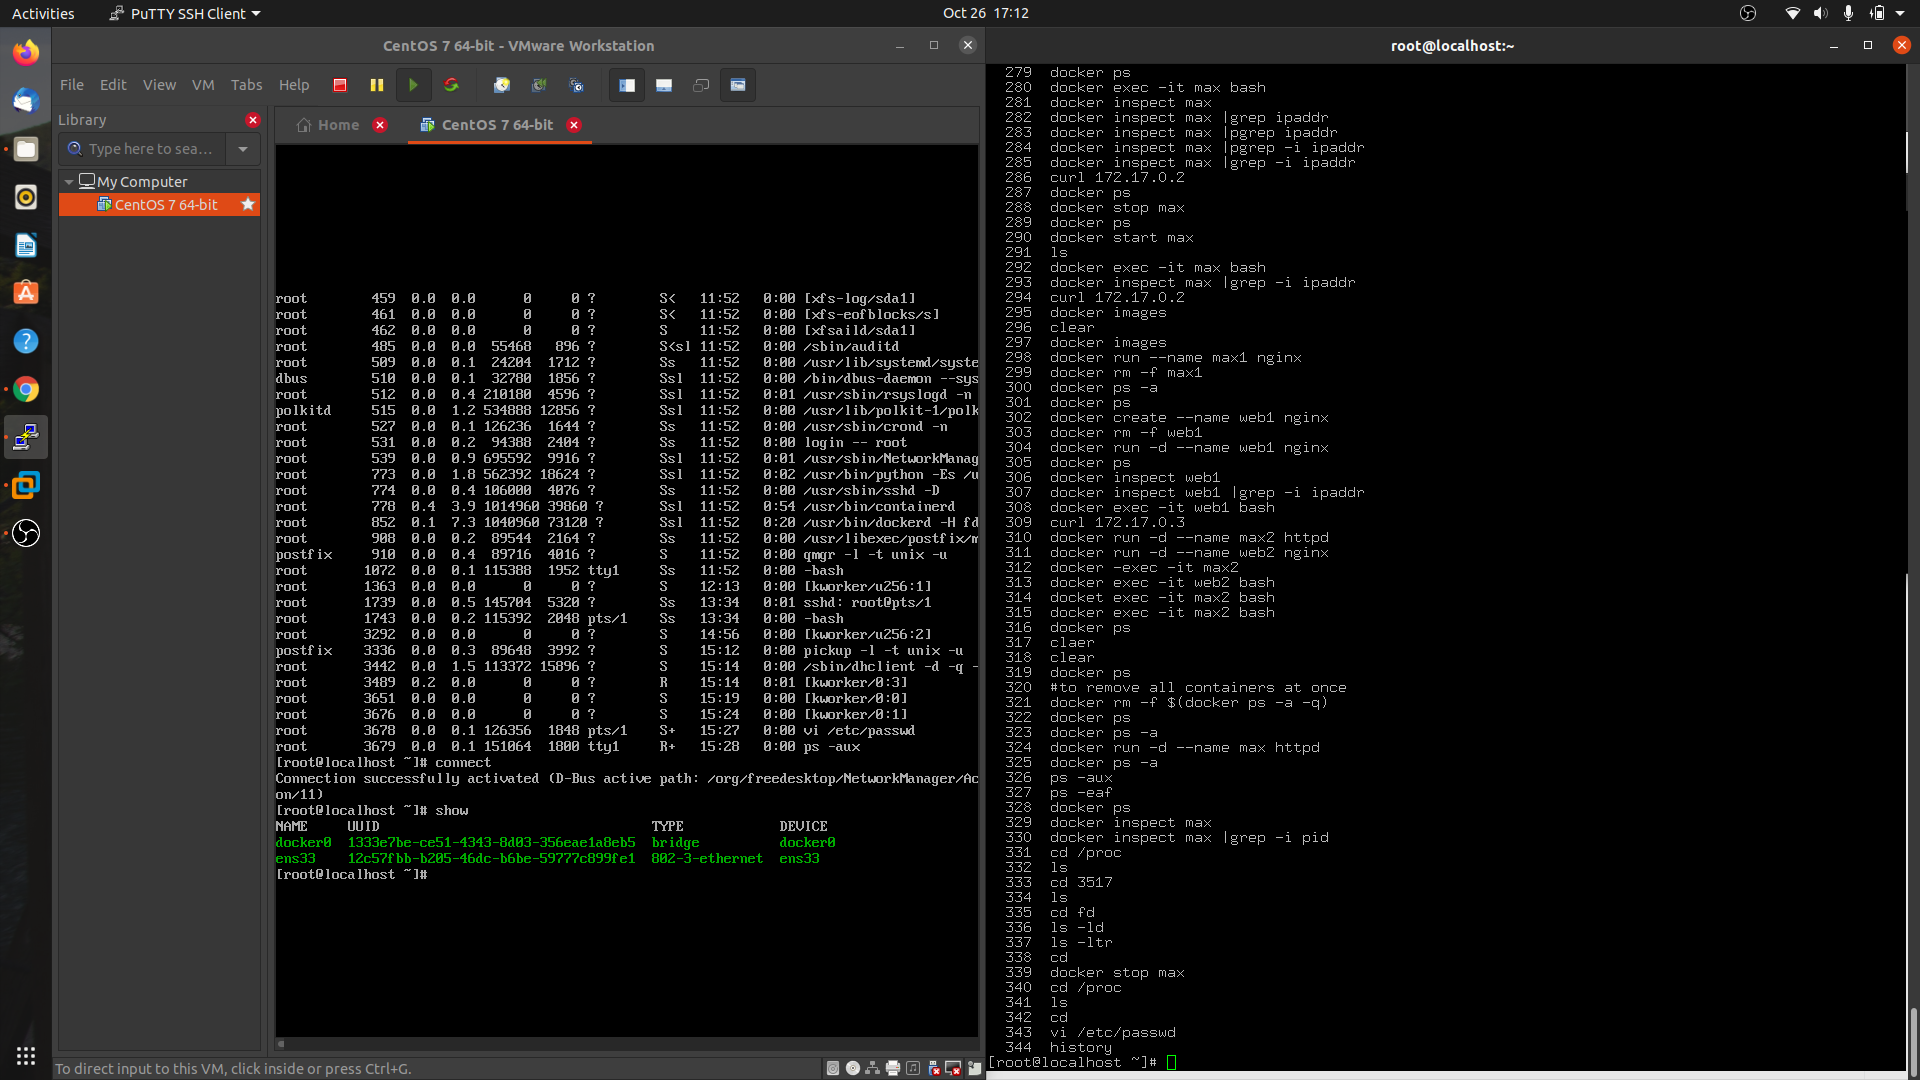 Activities
PuTTY SSH Client
Oct 26 17:12
CentOS 7 64-bit - VMware Workstation
File Edit View VM Tabs Help
Library
Type here to sea...
My Computer
CentOS 7 64-bit
Home
CentOS 7 64-bit
root 459 0.0 0.0 0 0 ? S< 11:52 0:00 [xfs-log/sda1]
root 461 0.0 0.0 0 0 ? S< 11:52 0:00 [xfs-eofblocks/s]
root 462 0.0 0.0 0 0 ? S 11:52 0:00 [xfsaild/sda1]
root 485 0.0 0.0 55468 896 ? S<sl 11:52 0:00 /sbin/auditd
root 509 0.0 0.1 24204 1712 ? Ss 11:52 0:00 /usr/lib/systemd/syste
dbus 510 0.0 0.1 32780 1856 ? Ssl 11:52 0:00 /bin/dbus-daemon --sys
root 512 0.0 0.4 210180 4596 ? Ssl 11:52 0:01 /usr/sbin/rsyslogd -n
polkitd 515 0.0 1.2 534888 12856 ? Ssl 11:52 0:00 /usr/lib/polkit-1/polk
root 527 0.0 0.1 126236 1644 ? Ss 11:52 0:00 /usr/sbin/crond -n
root 531 0.0 0.2 94388 2404 ? Ss 11:52 0:00 login -- root
root 539 0.0 0.9 695592 9916 ? Ssl 11:52 0:01 /usr/sbin/NetworkManag
root 773 0.0 1.8 562392 18624 ? Ssl 11:52 0:02 /usr/bin/python -Es /u
root 774 0.0 0.4 106000 4076 ? Ss 11:52 0:00 /usr/sbin/sshd -D
root 778 0.4 3.9 1014960 39860 ? Ssl 11:52 0:54 /usr/bin/containerd
root 852 0.1 7.3 1040960 73120 ? Ssl 11:52 0:20 /usr/bin/dockerd -H fd
root 908 0.0 0.2 89544 2164 ? Ss 11:52 0:00 /usr/libexec/postfix/m
postfix 910 0.0 0.4 89716 4016 ? S 11:52 0:00 qmgr -l -t unix -u
root 1072 0.0 0.1 115388 1952 tty1 Ss 11:52 0:00 -bash
root 1363 0.0 0.0 0 0 ? S 12:13 0:00 [kworker/u256:1]
root 1739 0.0 0.5 145704 5320 ? Ss 13:34 0:01 sshd: root@pts/1
root 1743 0.0 0.2 115392 2048 pts/1 Ss 13:34 0:00 -bash
root 3292 0.0 0.0 0 0 ? S 14:56 0:00 [kworker/u256:2]
postfix 3336 0.0 0.3 89648 3992 ? S 15:12 0:00 pickup -l -t unix -u
root 3442 0.0 1.5 113372 15896 ? S 15:14 0:00 /sbin/dhclient -d -q -
root 3489 0.2 0.0 0 0 ? R 15:14 0:01 [kworker/0:3]
root 3651 0.0 0.0 0 0 ? S 15:19 0:00 [kworker/0:0]
root 3676 0.0 0.0 0 0 ? S 15:24 0:00 [kworker/0:1]
root 3678 0.0 0.1 126356 1848 pts/1 S+ 15:27 0:00 vi /etc/passwd
root 3679 0.0 0.1 151064 1800 tty1 R+ 15:28 0:00 ps -aux
[root@localhost ~]# connect
Connection successfully activated (D-Bus active path: /org/freedesktop/NetworkManager/Ac
on/11)
[root@localhost ~]# show
NAME UUID TYPE DEVICE
docker0 1333e7be-ce51-4343-8d03-356eae1a8eb5 bridge docker0
ens33 12c57fbb-b205-46dc-b6be-59777c899fe1 802-3-ethernet ens33
[root@localhost ~]#
To direct input to this VM, click inside or press Ctrl+G.
root@localhost:~
279 docker ps
280 docker exec -it max bash
281 docker inspect max
282 docker inspect max |grep ipaddr
283 docker inspect max |pgrep ipaddr
284 docker inspect max |pgrep -i ipaddr
285 docker inspect max |grep -i ipaddr
286 curl 172.17.0.2
287 docker ps
288 docker stop max
289 docker ps
290 docker start max
291 ls
292 docker exec -it max bash
293 docker inspect max |grep -i ipaddr
294 curl 172.17.0.2
295 docker images
296 clear
297 docker images
298 docker run --name max1 nginx
299 docker rm -f max1
300 docker ps -a
301 docker ps
302 docker create --name web1 nginx
303 docker rm -f web1
304 docker run -d --name web1 nginx
305 docker ps
306 docker inspect web1
307 docker inspect web1 |grep -i ipaddr
308 docker exec -it web1 bash
309 curl 172.17.0.3
310 docker run -d --name max2 httpd
311 docker run -d --name web2 nginx
312 docker -exec -it max2
313 docker exec -it web2 bash
314 docket exec -it max2 bash
315 docker exec -it max2 bash
316 docker ps
317 claer
318 clear
319 docker ps
320 #to remove all containers at once
321 docker rm -f $(docker ps -a -q)
322 docker ps
323 docker ps -a
324 docker run -d --name max httpd
325 docker ps -a
326 ps -aux
327 ps -eaf
328 docker ps
329 docker inspect max
330 docker inspect max |grep -i pid
331 cd /proc
332 ls
333 cd 3517
334 ls
335 cd fd
336 ls -ld
337 ls -ltr
338 cd
339 docker stop max
340 cd /proc
341 ls
342 cd
343 vi /etc/passwd
344 history
[root@localhost ~]#